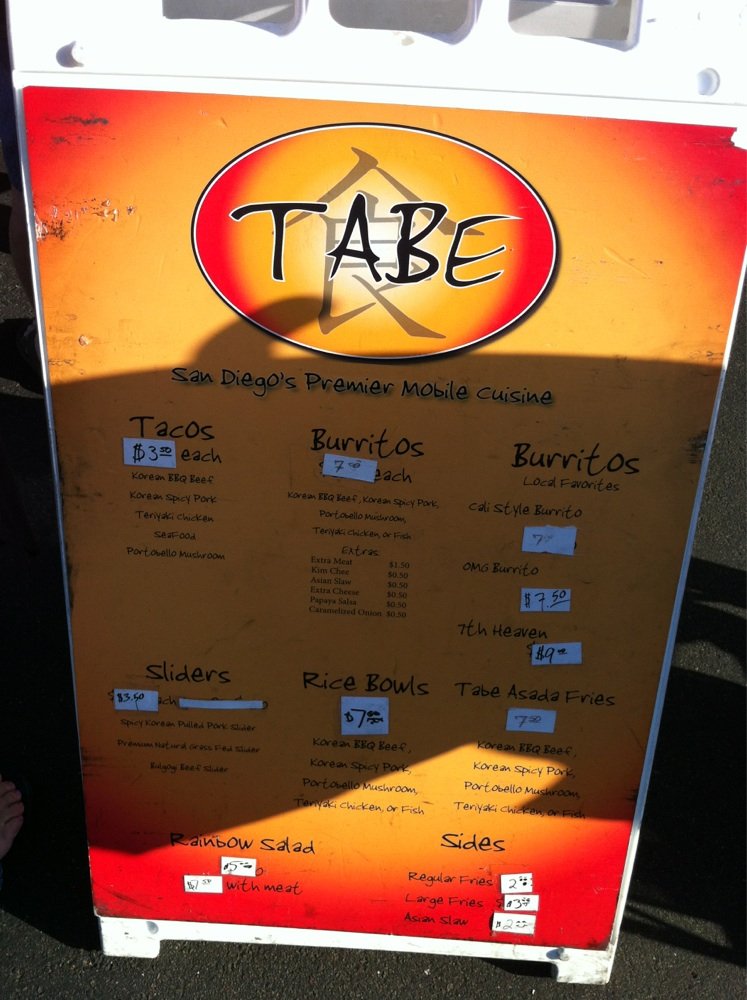 食
TABE
San Diego's Premier Mobile Cuisine
Tacos
$3.50 each
Korean BBQ Beef
Korean Spicy Pork
Teriyaki Chicken
SeaFood
Portobello Mushroom
Burritos
7.00 each
Korean BBQ Beef, Korean Spicy Pork,
Portobello Mushroom,
Teriyaki Chicken, or Fish
Extras
Extra Meat $1.50
Kim Chee $0.50
Asian Slaw $0.50
Extra Cheese $0.50
Papaya Salsa $0.50
Caramelized Onion $0.50
Burritos
Local Favorites
Cali Style Burrito
OMG Burrito
$7.50
7th Heaven
$9.00
Sliders
$3.50
Spicy Korean Pulled Pork Slider
Premium Natural Grass Fed Slider
Bulgogi Beef Slider
Rice Bowls
$7.00
Korean BBQ Beef,
Korean Spicy Pork,
Portobello Mushroom,
Teriyaki Chicken, or Fish
Tabe Asada Fries
7.50
Korean BBQ Beef,
Korean Spicy Pork,
Portobello Mushroom,
Teriyaki Chicken, or Fish
Rainbow Salad
$5.00
$7.50 with meat
Sides
Regular Fries 2.00
Large Fries
Asian Slaw $2.00